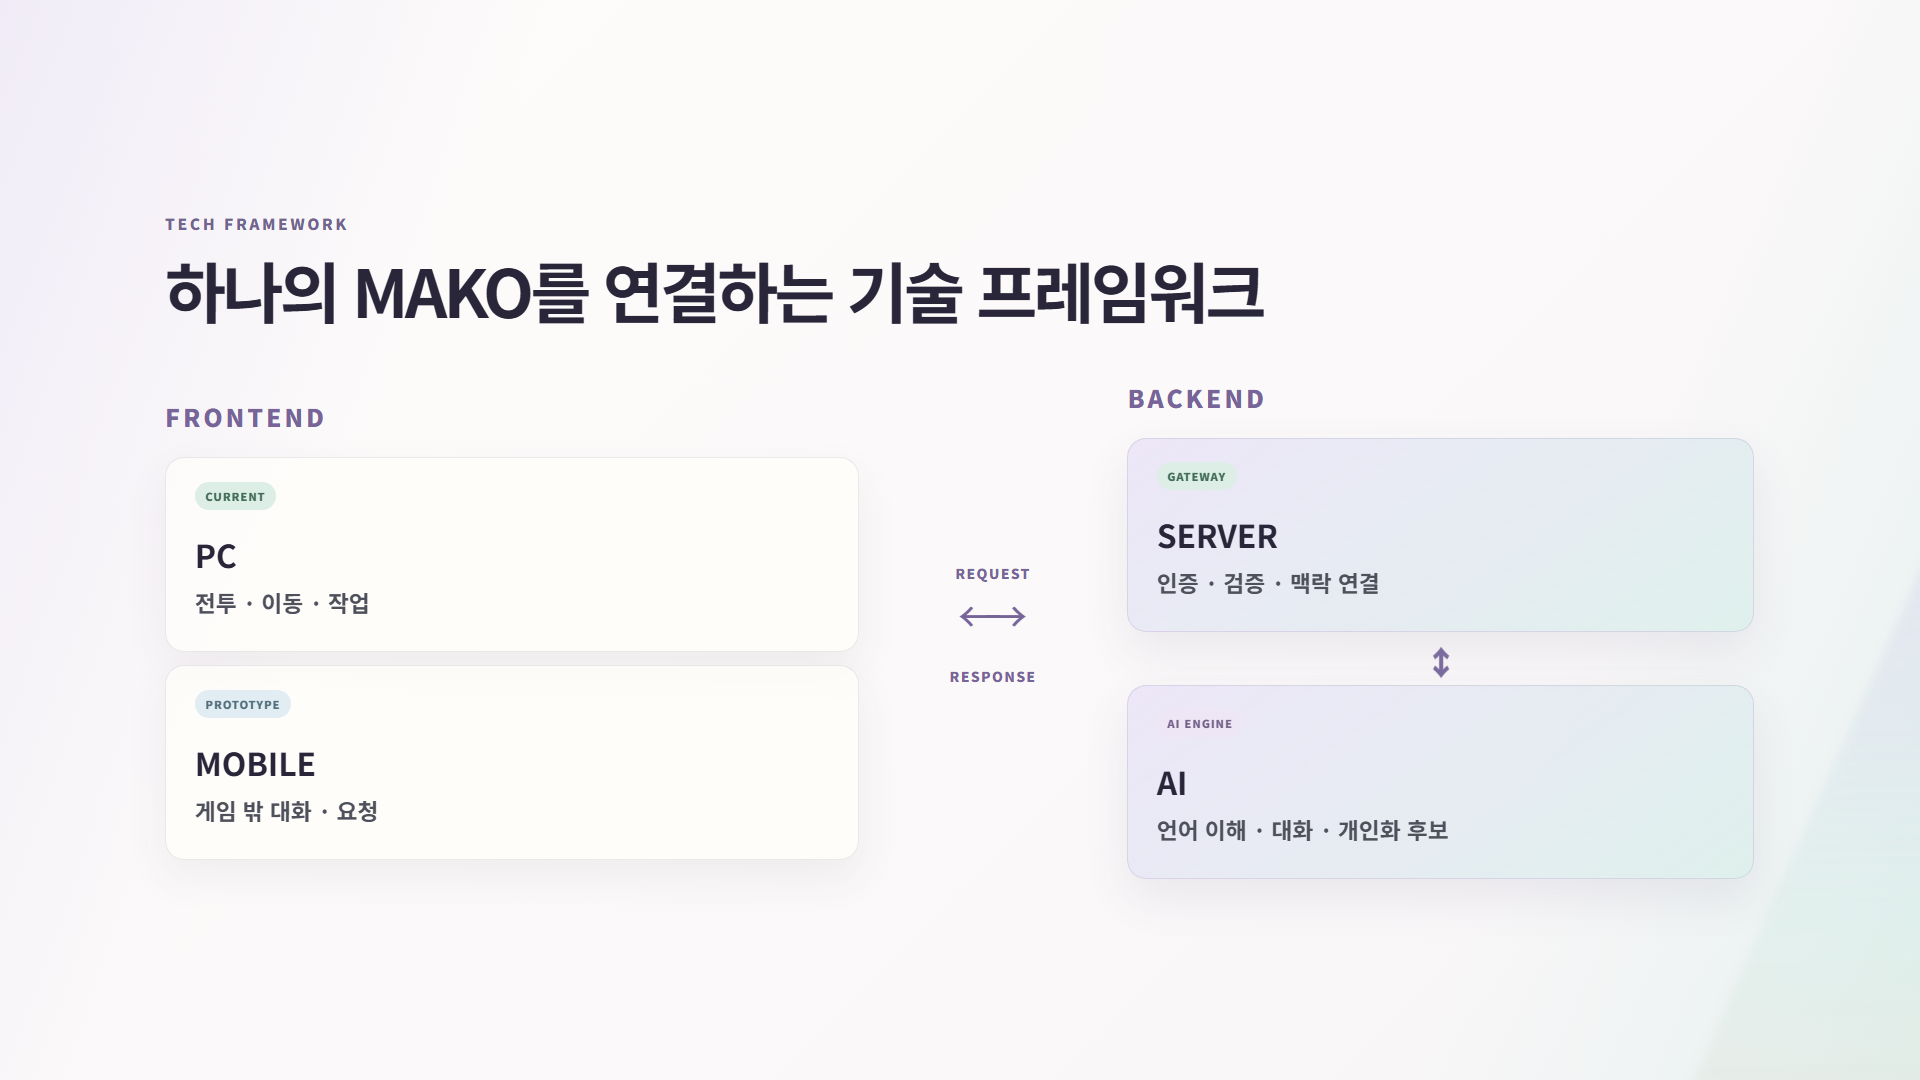 TECH FRAMEWORK
하나의 MAKO를 연결하는 기술 프레임워크
FRONTEND
CURRENT
PC
전투 · 이동 · 작업
PROTOTYPE
MOBILE
게임 밖 대화 · 요청
REQUEST
RESPONSE
BACKEND
GATEWAY
SERVER
인증 · 검증 · 맥락 연결
AI ENGINE
AI
언어 이해 · 대화 · 개인화 후보